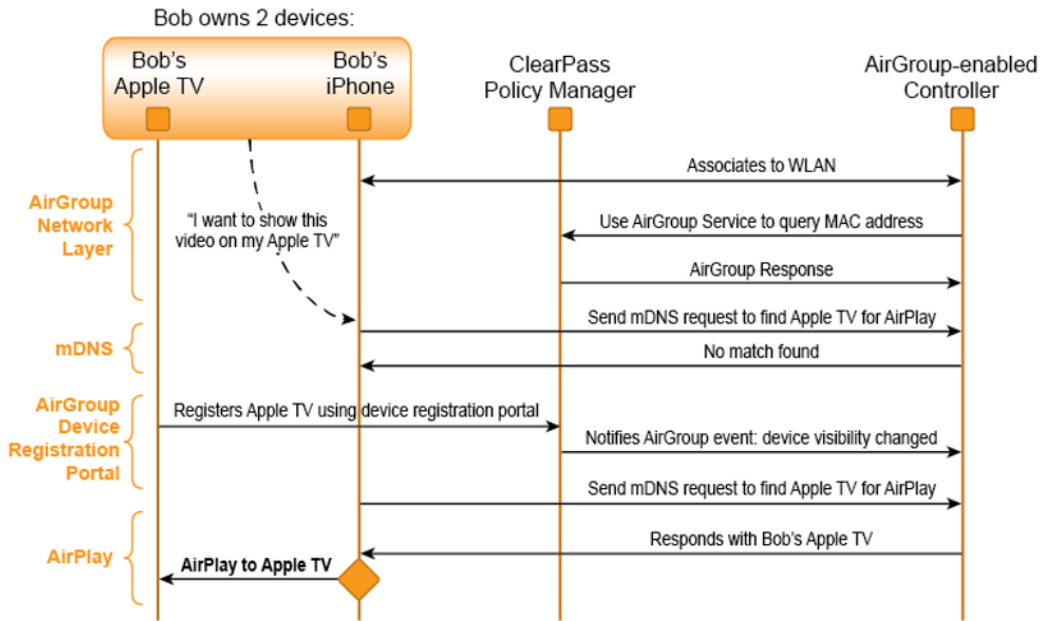 Bob owns 2 devices:
Bob's
Apple TV
Bob's
iPhone
ClearPass
Policy Manager
AirGroup-enabled
Controller
AirGroup
Network
Layer
Associates to WLAN
"I want to show this
video on my Apple TV"
Use AirGroup Service to query MAC address
AirGroup Response
mDNS
Send mDNS request to find Apple TV for AirPlay
No match found
AirGroup
Device
Registration
Portal
Registers Apple TV using device registration portal
Notifies AirGroup event: device visibility changed
Send mDNS request to find Apple TV for AirPlay
AirPlay
Responds with Bob's Apple TV
AirPlay to Apple TV